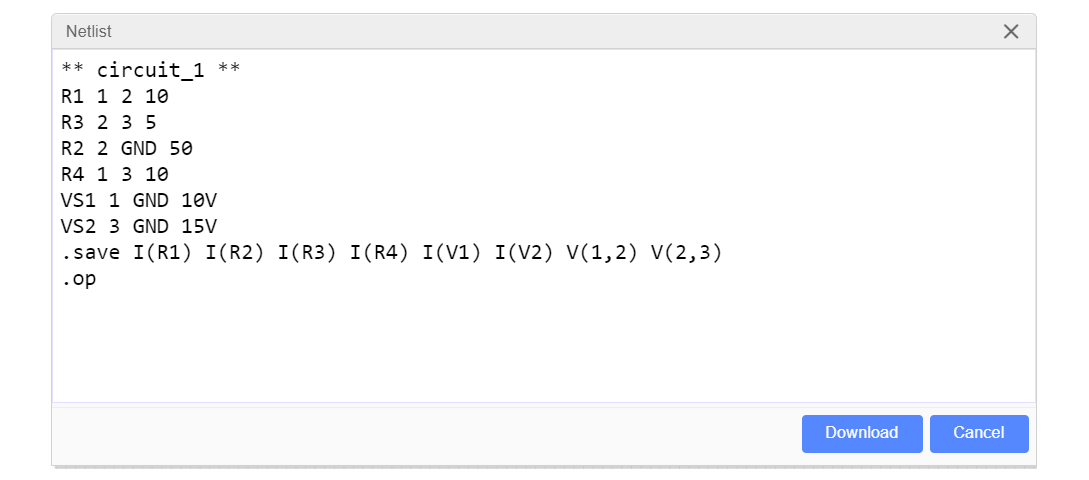 Netlist
** circuit_1 **
R1 1 2 10
R3 2 3 5
R2 2 GND 50
R4 1 3 10
VS1 1 GND 10V
VS2 3 GND 15V
.save I(R1) I(R2) I(R3) I(R4) I(V1) I(V2) V(1,2) V(2,3)
.op
Download Cancel